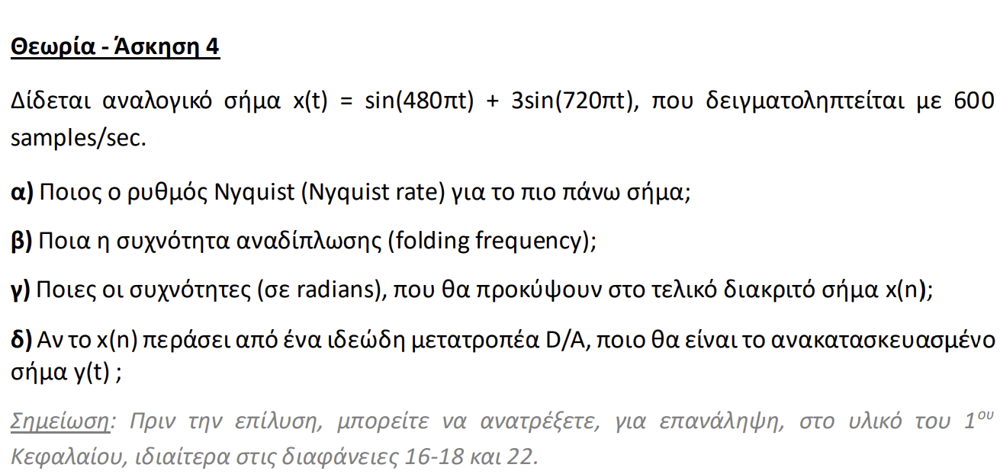 Θεωρία - Άσκηση 4
Δίδεται αναλογικό σήμα x(t) = sin(480πt) + 3sin(720πt), που δειγματοληπτείται με 600
samples/sec.
α) Ποιος ο ρυθμός Nyquist (Nyquist rate) για το πιο πάνω σήμα;
β) Ποια η συχνότητα αναδίπλωσης (folding frequency);
γ) Ποιες οι συχνότητες (σε radians), που θα προκύψουν στο τελικό διακριτό σήμα x(n);
δ) Αν το x(n) περάσει από ένα ιδεώδη μετατροπέα D/A, ποιο θα είναι το ανακατασκευασμένο
σήμα y(t) ;
Σημείωση: Πριν την επίλυση, μπορείτε να ανατρέξετε, για επανάληψη, στο υλικό του 1ου
Κεφαλαίου, ιδιαίτερα στις διαφάνειες 16-18 και 22.